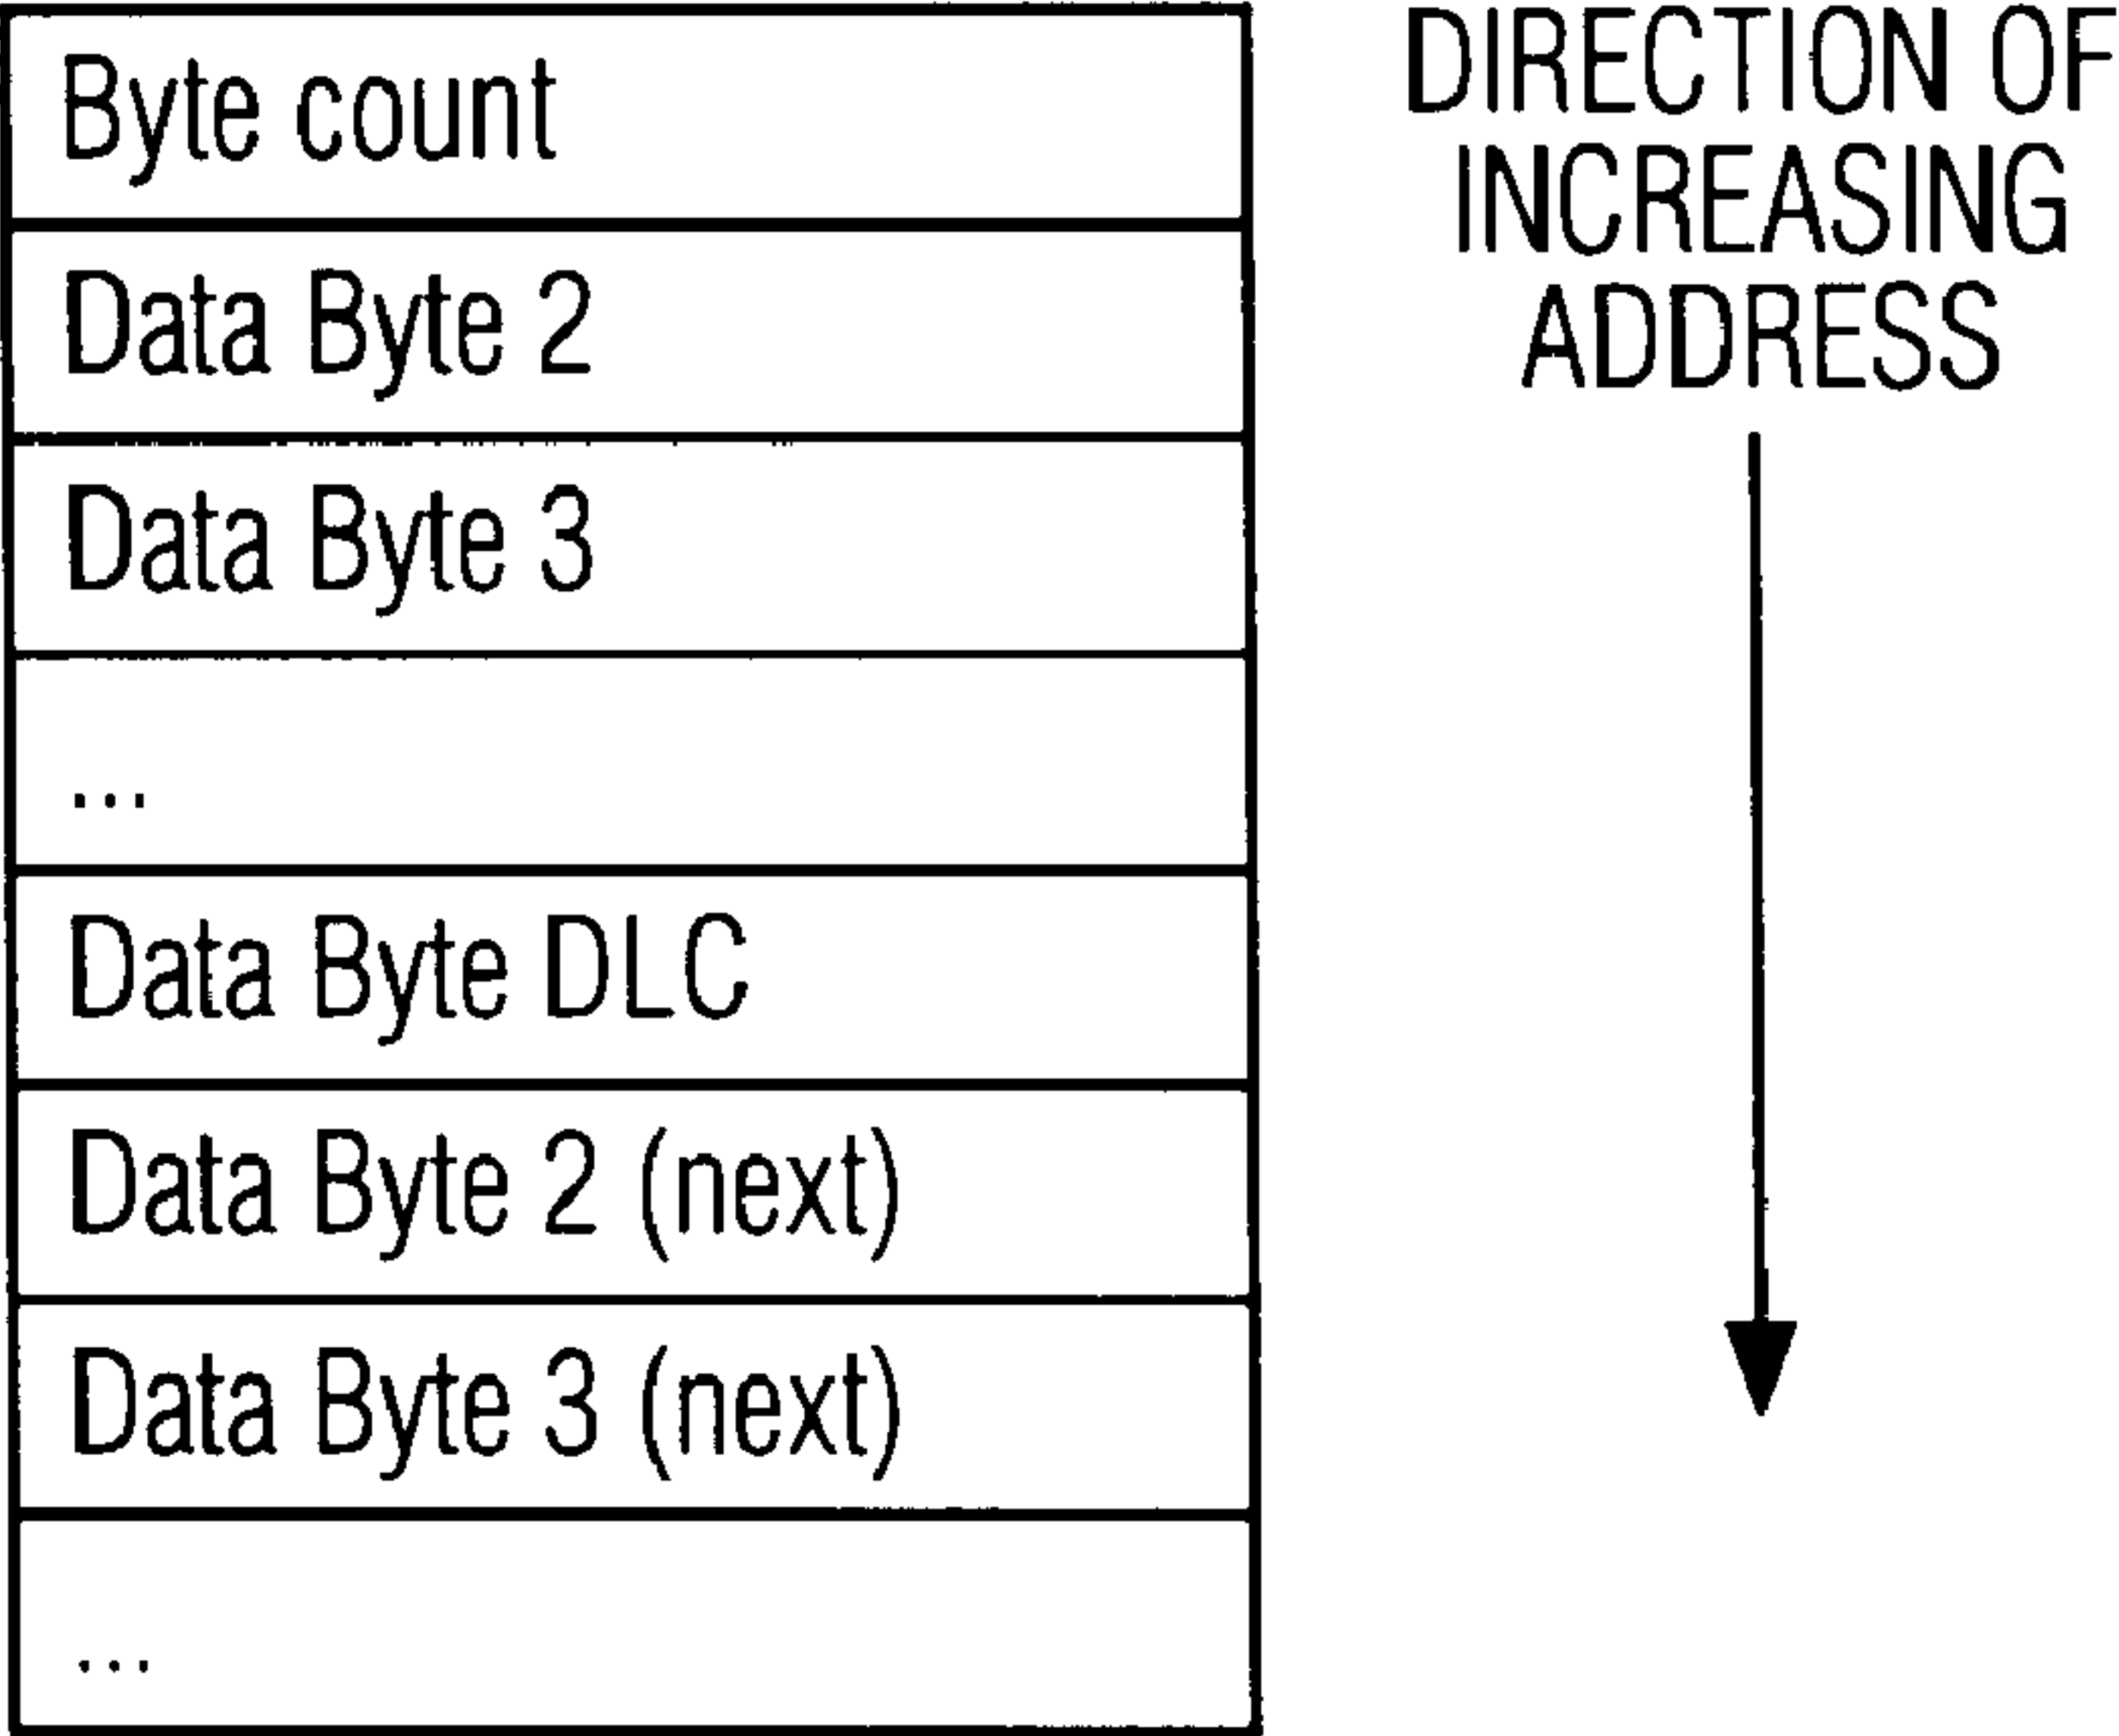 Byte count
Data Byte 2
Data Byte 3
...
Data Byte DLC
Data Byte 2 (next)
Data Byte 3 (next)
...
DIRECTION OF
INCREASING
ADDRESS